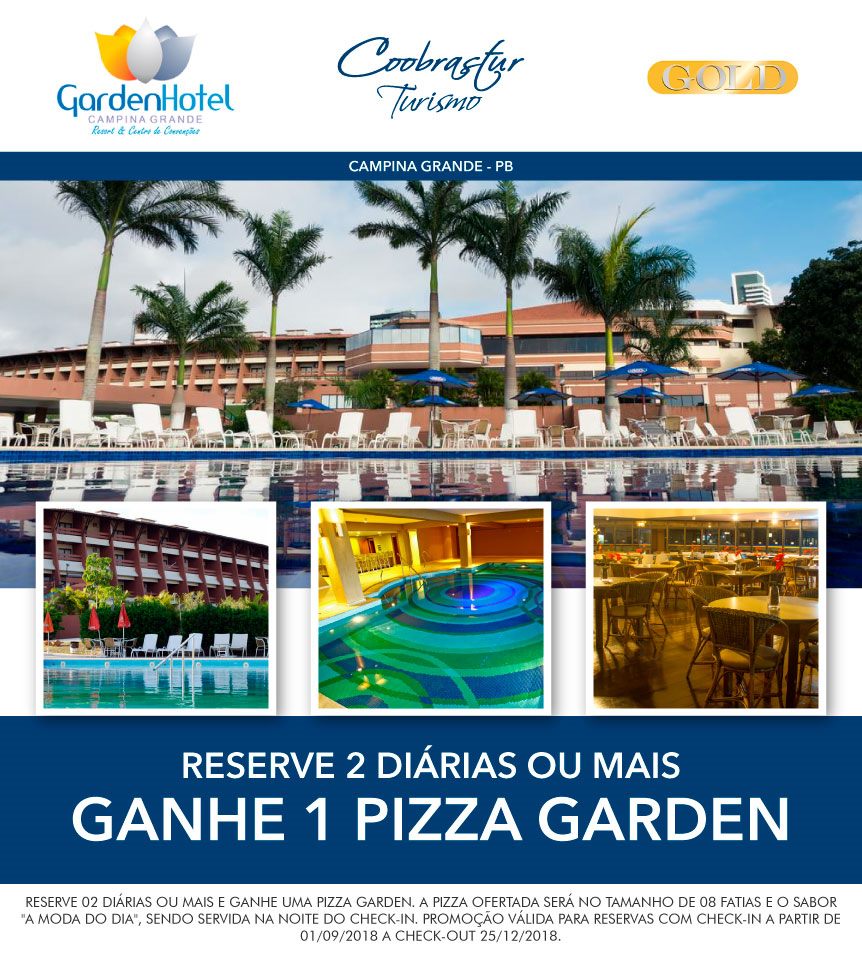 GardenHotel
CAMPINA GRANDE
Resort & Centro de Convenções
Coobrastur
Turismo
GOLD
CAMPINA GRANDE - PB
RESERVE 2 DIÁRIAS OU MAIS
GANHE 1 PIZZA GARDEN
RESERVE 02 DIÁRIAS OU MAIS E GANHE UMA PIZZA GARDEN. A PIZZA OFERTADA SERÁ NO TAMANHO DE 08 FATIAS E O SABOR
"A MODA DO DIA", SENDO SERVIDA NA NOITE DO CHECK-IN. PROMOÇÃO VÁLIDA PARA RESERVAS COM CHECK-IN A PARTIR DE
01/09/2018 A CHECK-OUT 25/12/2018.